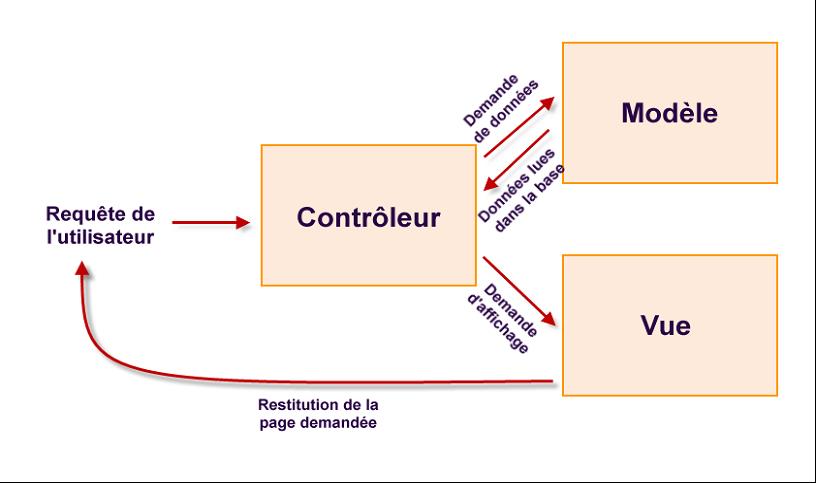 Requête de
l'utilisateur
Contrôleur
Demande
de données
Données lues
dans la base
Modèle
Demande
d'affichage
Vue
Restitution de la
page demandée